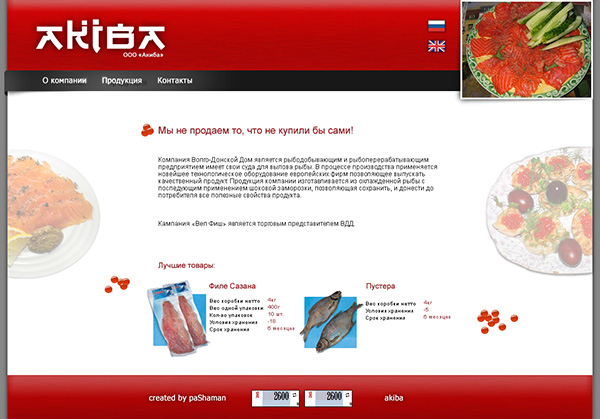 AKIBA
ООО «Акиба»
О компании Продукция Контакты
Мы не продаем то, что не купили бы сами!
Компания Волго-Донской Дом является рыбодобывающим и рыбоперерабатывающим
предприятием имеет свои суда для вылова рыбы. В процессе производства применяется
новейшее технологическое оборудование европейских фирм позволяющее выпускать
качественный продукт. Продукция компании изготавливается из охлажденной рыбы с
последующим применением шоковой заморозки, позволяющая сохранить, и донести до
потребителя все полезные свойства продукта.
Кампания «Вел Фиш» является торговым представителем ВДД.
Лучшие товары:
Филе Сазана
Вес коробки нетто 4кг
Вес одной упаковки 400г
Кол-во упаковок 10 шт.
Условия хранения -18
Срок хранения 6 месяцев
Пустера
Вес коробки нетто 4кг
Условия хранения -5
Срок хранения 6 месяцев
created by paShaman 2600 2600 akiba